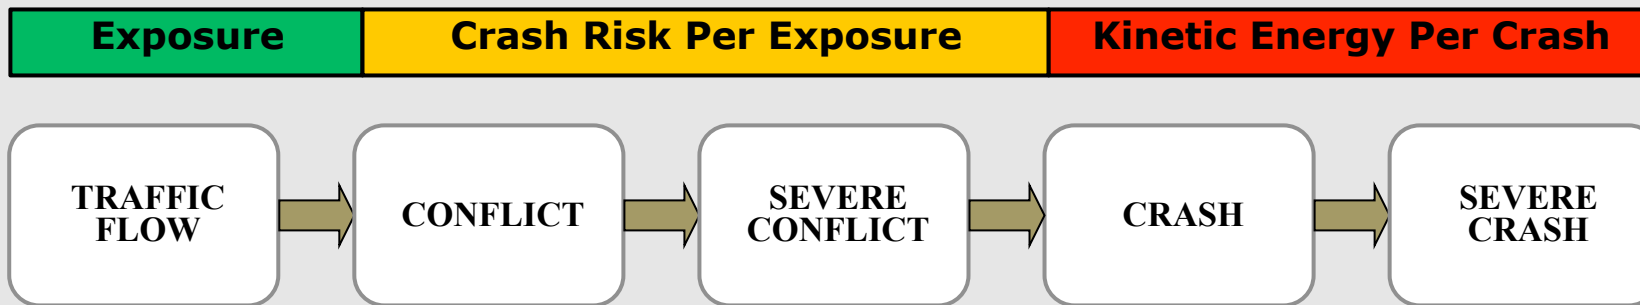 Exposure
Crash Risk Per Exposure
Kinetic Energy Per Crash
TRAFFIC
FLOW
CONFLICT
SEVERE
CONFLICT
CRASH
SEVERE
CRASH